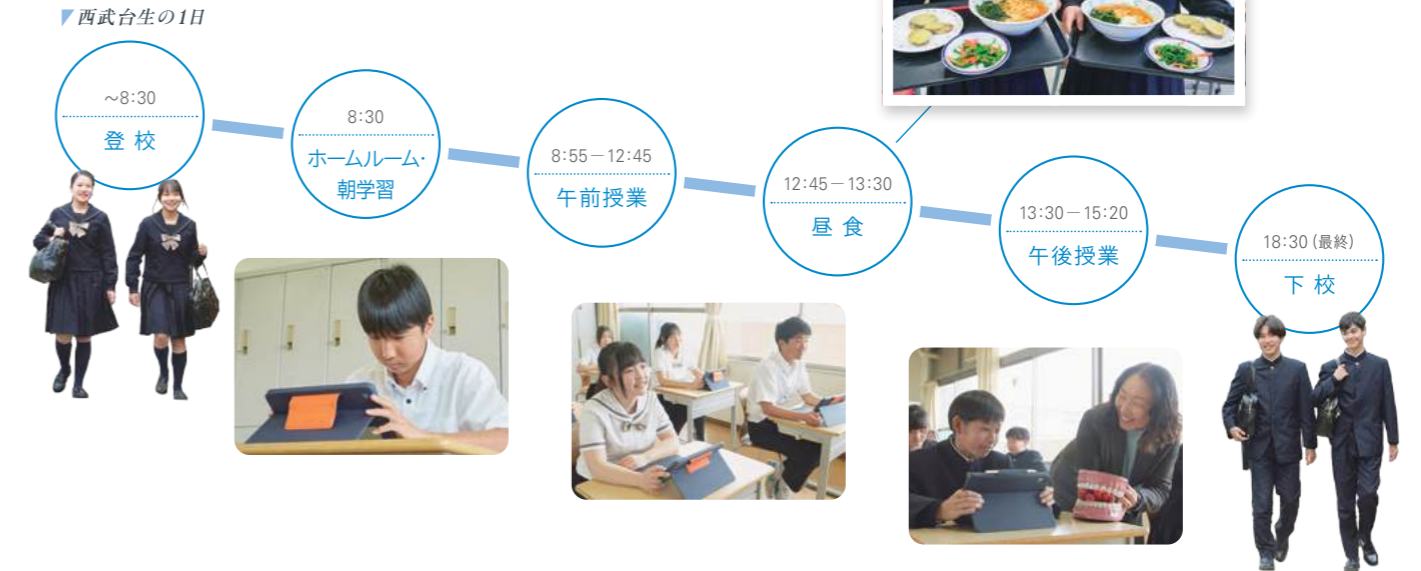 西武台生の1日
～8:30
登校
8:30
ホームルーム・
朝学習
8:55－12:45
午前授業
12:45－13:30
昼食
13:30－15:20
午後授業
18:30(最終)
下校